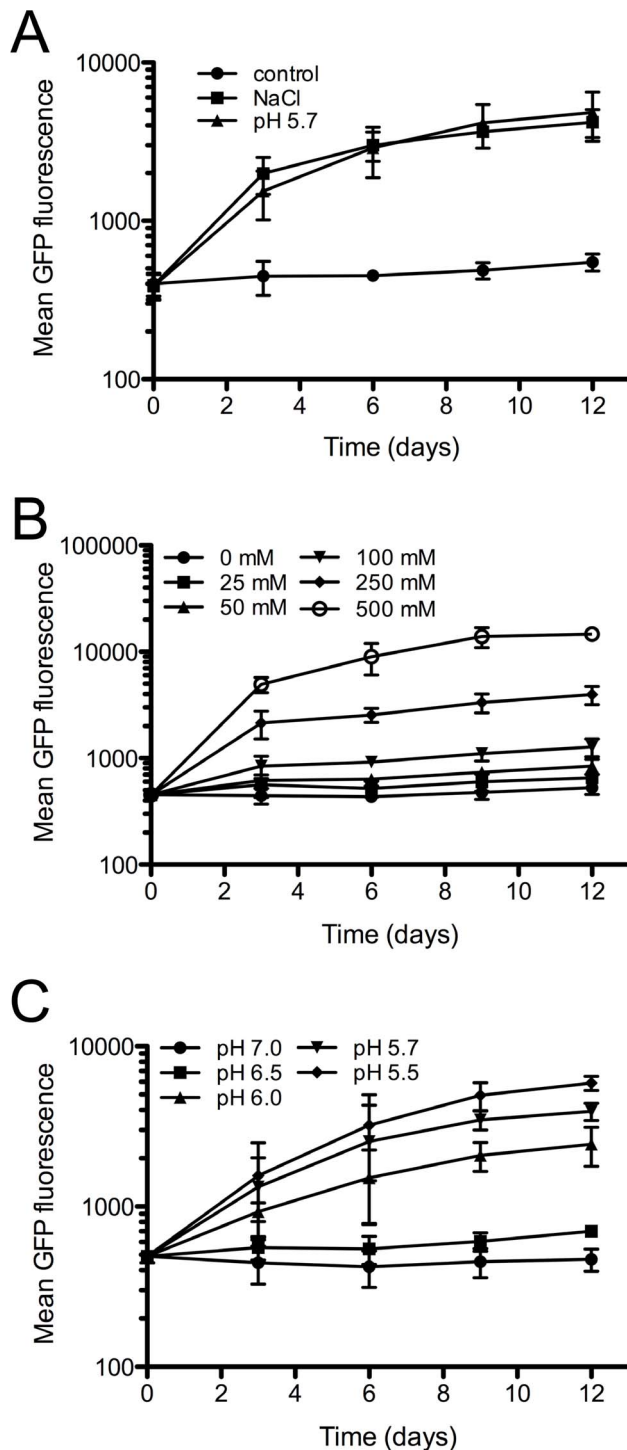 A
10000
1000
100
Mean GFP fluorescence
control
NaCl
pH 5.7
0 2 4 6 8 10 12
Time (days)
B
100000
10000
1000
100
Mean GFP fluorescence
0 mM 100 mM
25 mM 250 mM
50 mM 500 mM
0 2 4 6 8 10 12
Time (days)
C
10000
1000
100
Mean GFP fluorescence
pH 7.0 pH 5.7
pH 6.5 pH 5.5
pH 6.0
0 2 4 6 8 10 12
Time (days)